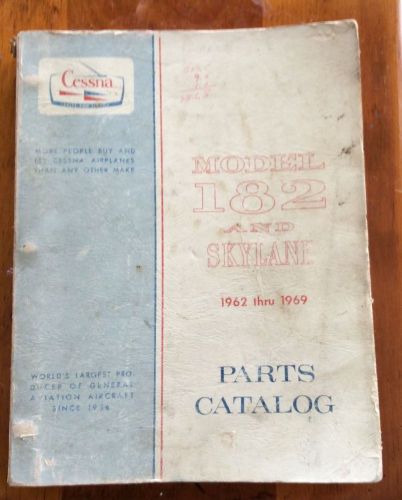 Cessna
MORE PEOPLE BUY AND
FLY CESSNA AIRPLANES
THAN ANY OTHER MAKE
MODEL
182
AND
SKYLANE
1962 thru 1969
WORLD'S LARGEST PRO-
DUCER OF GENERAL
AVIATION AIRCRAFT
SINCE 1956
PARTS
CATALOG